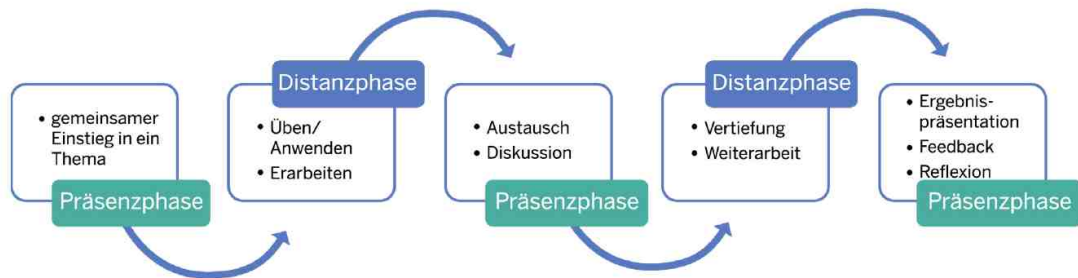 • gemeinsamer
Einstieg in ein
Thema
Präsenzphase
Distanzphase
• Üben/
Anwenden
• Erarbeiten
• Austausch
• Diskussion
Präsenzphase
Distanzphase
• Vertiefung
• Weiterarbeit
• Ergebnis-
präsentation
• Feedback
• Reflexion
Präsenzphase